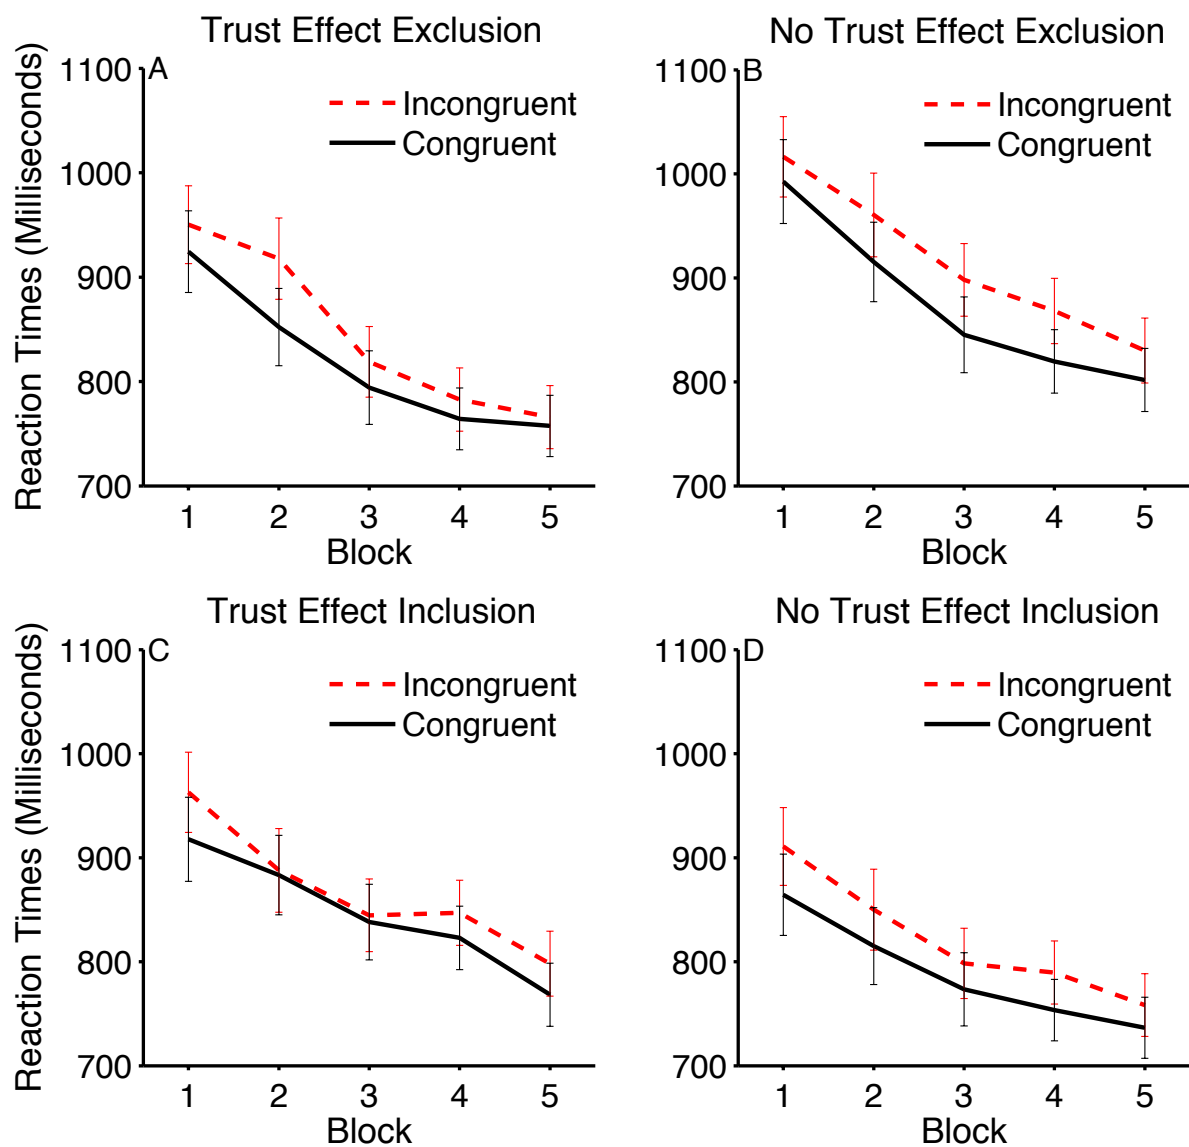 Trust Effect Exclusion
A
Incongruent
Congruent
Reaction Times (Milliseconds)
1100
1000
900
800
700
1 2 3 4 5
Block
No Trust Effect Exclusion
B
Incongruent
Congruent
1100
1000
900
800
700
1 2 3 4 5
Block
Trust Effect Inclusion
C
Incongruent
Congruent
Reaction Times (Milliseconds)
1100
1000
900
800
700
1 2 3 4 5
Block
No Trust Effect Inclusion
D
Incongruent
Congruent
1100
1000
900
800
700
1 2 3 4 5
Block